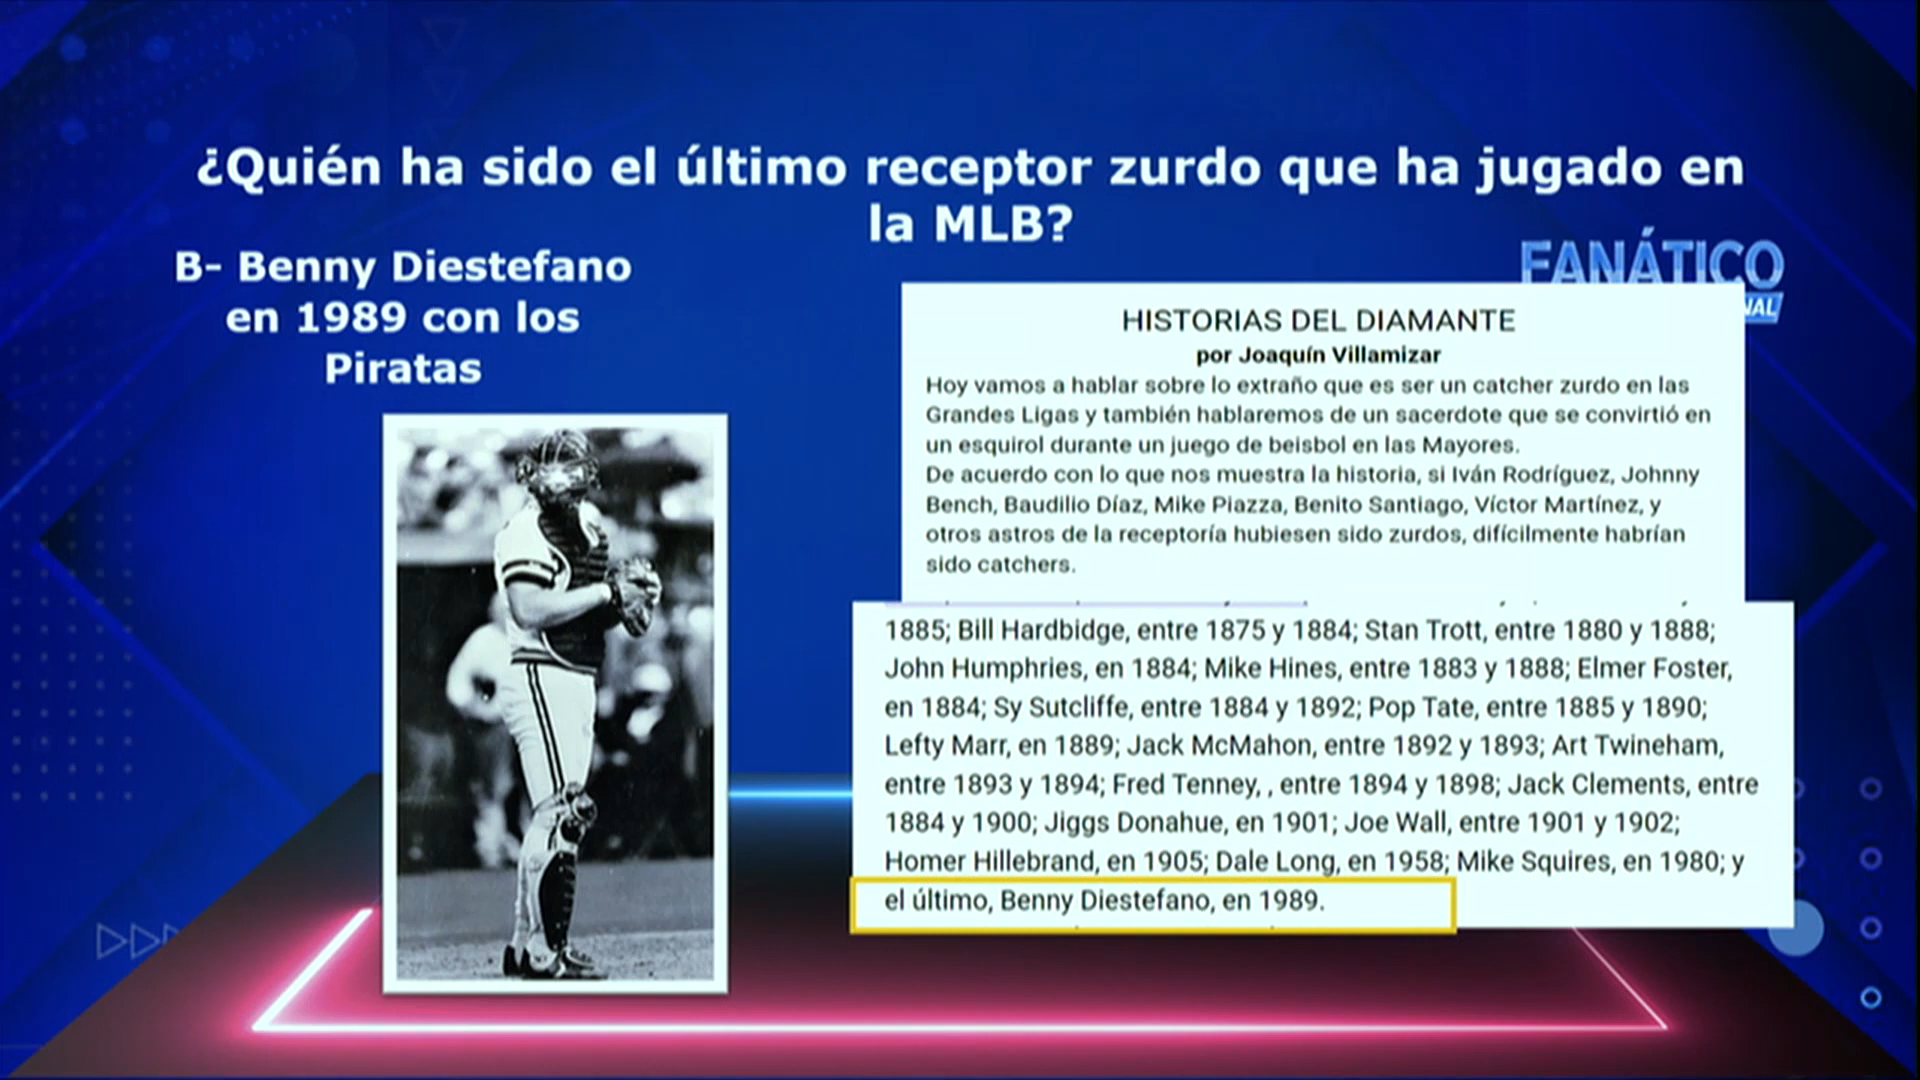 ¿Quién ha sido el último receptor zurdo que ha jugado en
la MLB?
B- Benny Diestefano
en 1989 con los
Piratas
FANÁTICO
HISTORIAS DEL DIAMANTE
por Joaquín Villamizar
Hoy vamos a hablar sobre lo extraño que es ser un catcher zurdo en las
Grandes Ligas y también hablaremos de un sacerdote que se convirtió en
un esquirol durante un juego de beisbol en las Mayores.
De acuerdo con lo que nos muestra la historia, si Iván Rodríguez, Johnny
Bench, Baudilio Díaz, Mike Piazza, Benito Santiago, Víctor Martínez, y
otros astros de la receptoría hubiesen sido zurdos, difícilmente habrían
sido catchers.
1885; Bill Hardbidge, entre 1875 y 1884; Stan Trott, entre 1880 y 1888;
John Humphries, en 1884; Mike Hines, entre 1883 y 1888; Elmer Foster,
en 1884; Sy Sutcliffe, entre 1884 y 1892; Pop Tate, entre 1885 y 1890;
Lefty Marr, en 1889; Jack McMahon, entre 1892 y 1893; Art Twineham,
entre 1893 y 1894; Fred Tenney, , entre 1894 y 1898; Jack Clements, entre
1884 y 1900; Jiggs Donahue, en 1901; Joe Wall, entre 1901 y 1902;
Homer Hillebrand, en 1905; Dale Long, en 1958; Mike Squires, en 1980; y
el último, Benny Diestefano, en 1989.